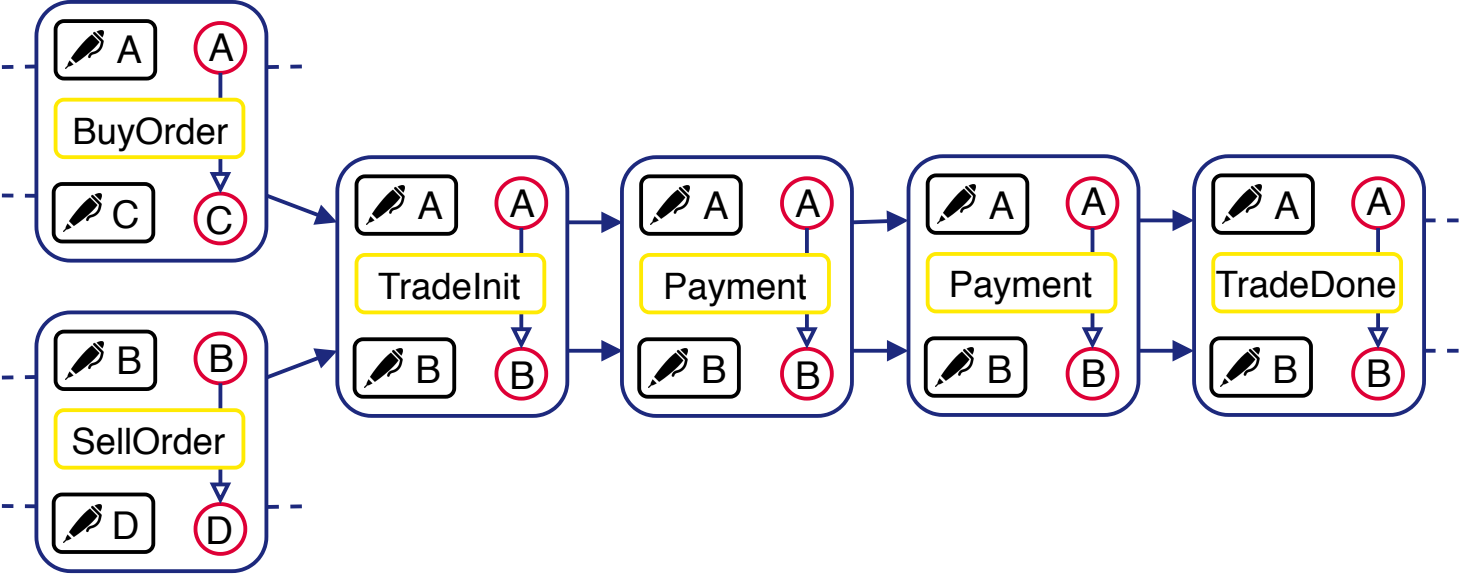 A A
BuyOrder
C C
B B
SellOrder
D D
A A
TradeInit
B B
A A
Payment
B B
A A
Payment
B B
A A
TradeDone
B B